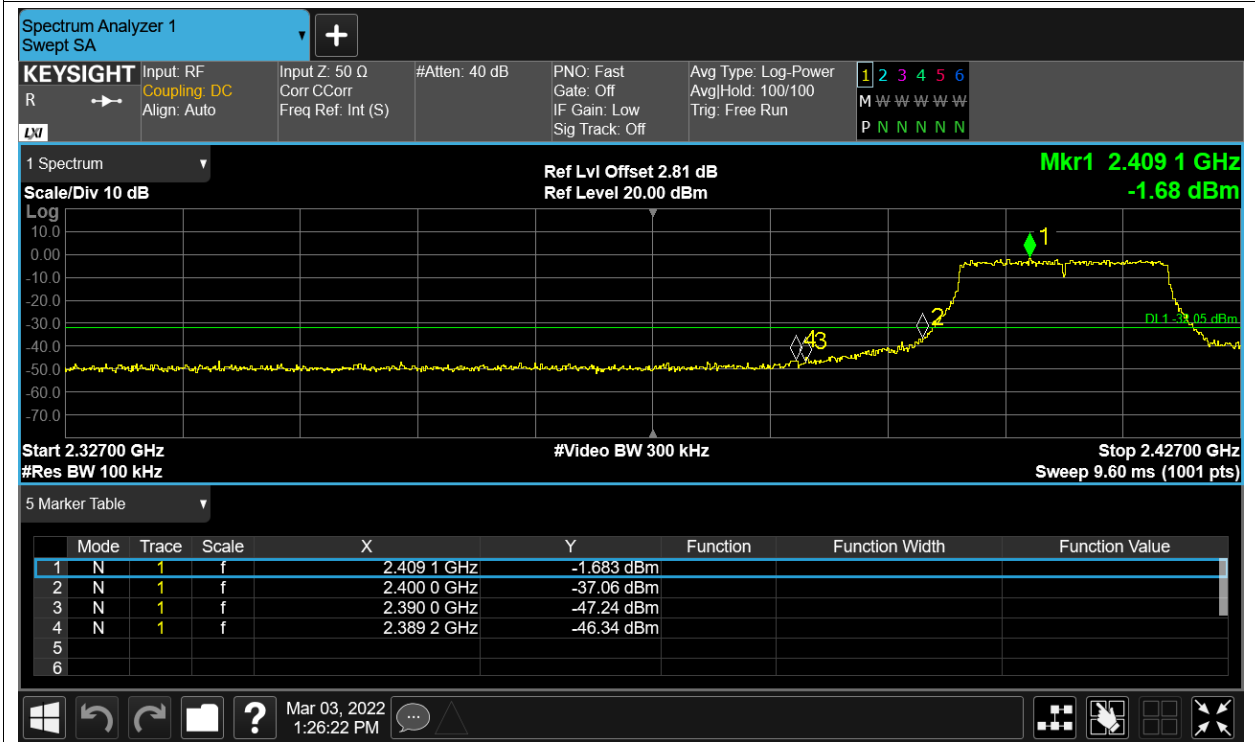 Spectrum Analyzer 1
Swept SA
KEYSIGHT
R
LXI
Input: RF
Coupling: DC
Align: Auto
Input Z: 50 Ω
Corr CCorr
Freq Ref: Int (S)
#Atten: 40 dB
PNO: Fast
Gate: Off
IF Gain: Low
Sig Track: Off
Avg Type: Log-Power
Avg|Hold: 100/100
Trig: Free Run
1 2 3 4 5 6
M W W W W W
P N N N N N
1 Spectrum
Scale/Div 10 dB
Ref Lvl Offset 2.81 dB
Ref Level 20.00 dBm
Mkr1 2.409 1 GHz
-1.68 dBm
Log
10.0
0.00
-10.0
-20.0
-30.0
-40.0
-50.0
-60.0
-70.0
1
2
43
Start 2.32700 GHz
#Res BW 100 kHz
#Video BW 300 kHz
Stop 2.42700 GHz
Sweep 9.60 ms (1001 pts)
5 Marker Table
Mode Trace Scale X Y Function Function Width Function Value
1 N 1 f 2.409 1 GHz -1.683 dBm
2 N 1 f 2.400 0 GHz -37.06 dBm
3 N 1 f 2.390 0 GHz -47.24 dBm
4 N 1 f 2.389 2 GHz -46.34 dBm
5
6
?
Mar 03, 2022
1:26:22 PM